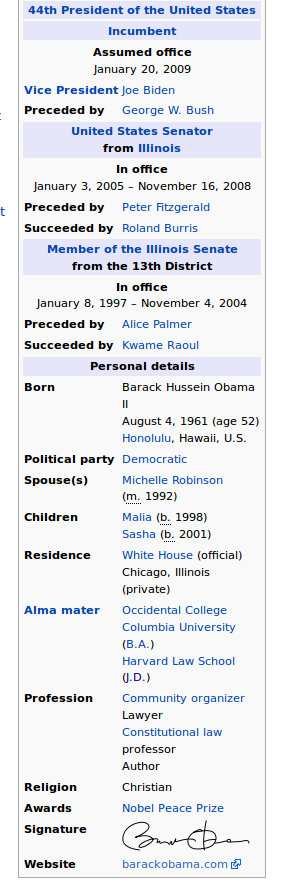 44th President of the United States
Incumbent
Assumed office
January 20, 2009
Vice President Joe Biden
Preceded by George W. Bush
United States Senator
from Illinois
In office
January 3, 2005 – November 16, 2008
Preceded by Peter Fitzgerald
Succeeded by Roland Burris
Member of the Illinois Senate
from the 13th District
In office
January 8, 1997 – November 4, 2004
Preceded by Alice Palmer
Succeeded by Kwame Raoul
Personal details
Born Barack Hussein Obama
II
August 4, 1961 (age 52)
Honolulu, Hawaii, U.S.
Political party Democratic
Spouse(s) Michelle Robinson
(m. 1992)
Children Malia (b. 1998)
Sasha (b. 2001)
Residence White House (official)
Chicago, Illinois
(private)
Alma mater Occidental College
Columbia University
(B.A.)
Harvard Law School
(J.D.)
Profession Community organizer
Lawyer
Constitutional law
professor
Author
Religion Christian
Awards Nobel Peace Prize
Signature
Website barackobama.com